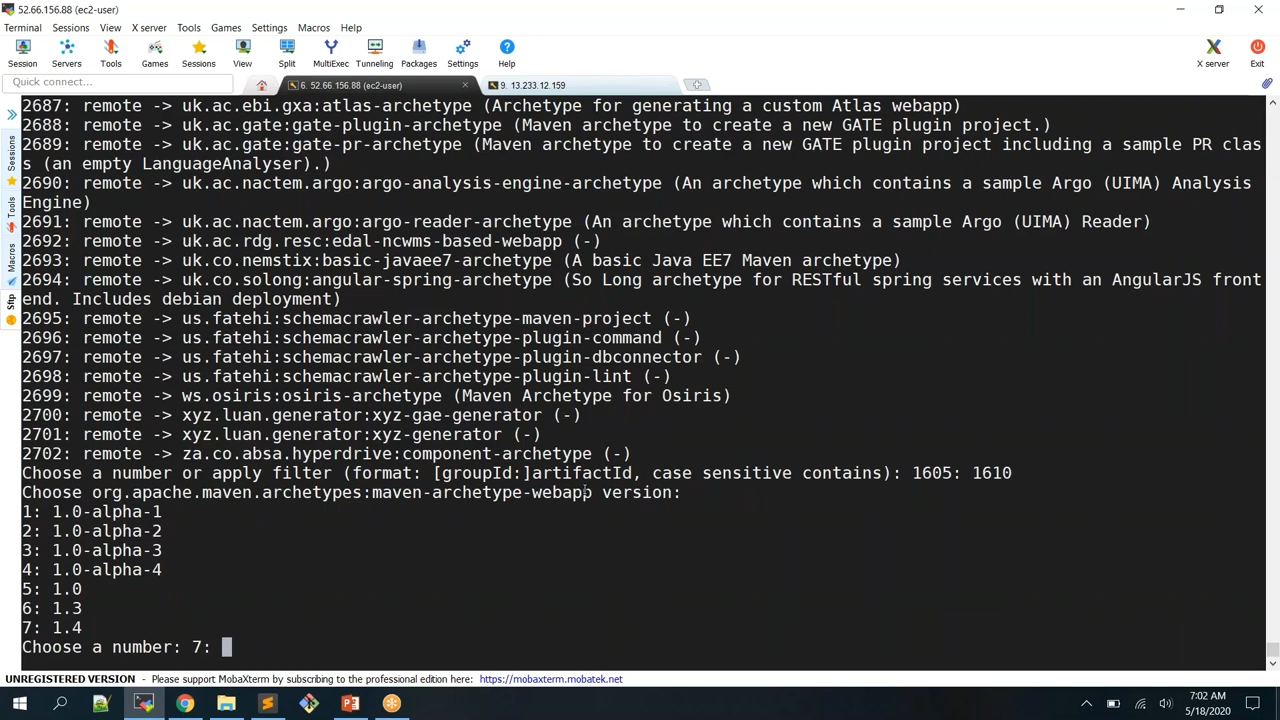 52.66.156.88 (ec2-user)
Terminal Sessions View X server Tools Games Settings Macros Help
Session Servers Tools Games Sessions View Split MultiExec Tunneling Packages Settings Help X server Exit
Quick connect...
6. 52.66.156.88 (ec2-user)
9. 13.233.12.159
Sessions
Tools
Macros
Sftp
2687: remote -> uk.ac.ebi.gxa:atlas-archetype (Archetype for generating a custom Atlas webapp)
2688: remote -> uk.ac.gate:gate-plugin-archetype (Maven archetype to create a new GATE plugin project.)
2689: remote -> uk.ac.gate:gate-pr-archetype (Maven archetype to create a new GATE plugin project including a sample PR clas
s (an empty LanguageAnalyser).)
2690: remote -> uk.ac.nactem.argo:argo-analysis-engine-archetype (An archetype which contains a sample Argo (UIMA) Analysis
Engine)
2691: remote -> uk.ac.nactem.argo:argo-reader-archetype (An archetype which contains a sample Argo (UIMA) Reader)
2692: remote -> uk.ac.rdg.resc:edal-ncwms-based-webapp (-)
2693: remote -> uk.co.nemstix:basic-javaee7-archetype (A basic Java EE7 Maven archetype)
2694: remote -> uk.co.solong:angular-spring-archetype (So Long archetype for RESTful spring services with an AngularJS front
end. Includes debian deployment)
2695: remote -> us.fatehi:schemacrawler-archetype-maven-project (-)
2696: remote -> us.fatehi:schemacrawler-archetype-plugin-command (-)
2697: remote -> us.fatehi:schemacrawler-archetype-plugin-dbconnector (-)
2698: remote -> us.fatehi:schemacrawler-archetype-plugin-lint (-)
2699: remote -> ws.osiris:osiris-archetype (Maven Archetype for Osiris)
2700: remote -> xyz.luan.generator:xyz-gae-generator (-)
2701: remote -> xyz.luan.generator:xyz-generator (-)
2702: remote -> za.co.absa.hyperdrive:component-archetype (-)
Choose a number or apply filter (format: [groupId:]artifactId, case sensitive contains): 1605: 1610
Choose org.apache.maven.archetypes:maven-archetype-webapp version:
1: 1.0-alpha-1
2: 1.0-alpha-2
3: 1.0-alpha-3
4: 1.0-alpha-4
5: 1.0
6: 1.3
7: 1.4
Choose a number: 7:
UNREGISTERED VERSION - Please support MobaXterm by subscribing to the professional edition here: https://mobaxterm.mobatek.net
7:02 AM
5/18/2020